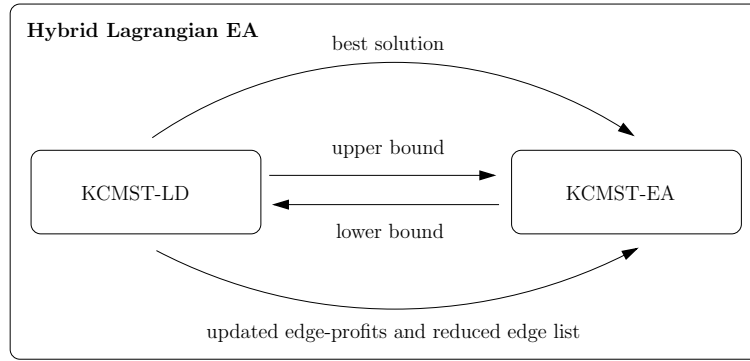 Hybrid Lagrangian EA
best solution
upper bound
KCMST-LD
KCMST-EA
lower bound
updated edge-profits and reduced edge list